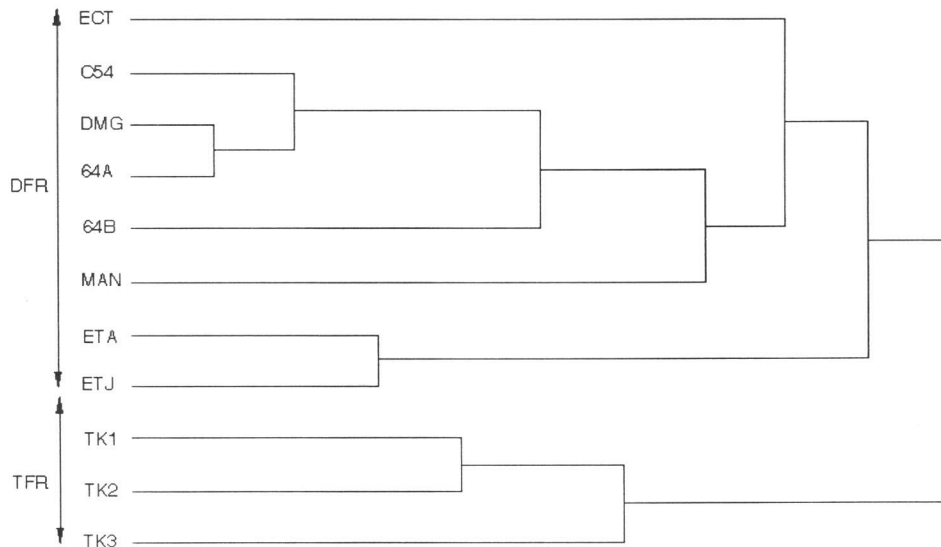 ECT
C54
DMG
64A
DFR
64B
MAN
ETA
ETJ
TK1
TFR
TK2
TK3